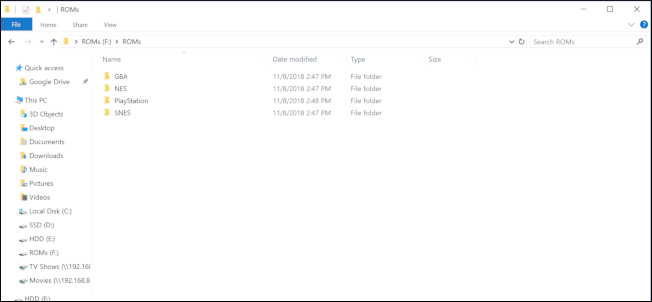 ROMs
File Home Share View
ROMs (F:) ROMs Search ROMs
Name Date modified Type Size
Quick access
Google Drive
This PC
3D Objects
Desktop
Documents
Downloads
Music
Pictures
Videos
Local Disk (C:)
SSD (D:)
HDD (E:)
ROMs (F:)
TV Shows (\\192.16
Movies (\\192.168.8
HDD (E:)
GBA 11/8/2018 2:47 PM File folder
NES 11/8/2018 2:47 PM File folder
PlayStation 11/8/2018 2:48 PM File folder
SNES 11/8/2018 2:47 PM File folder